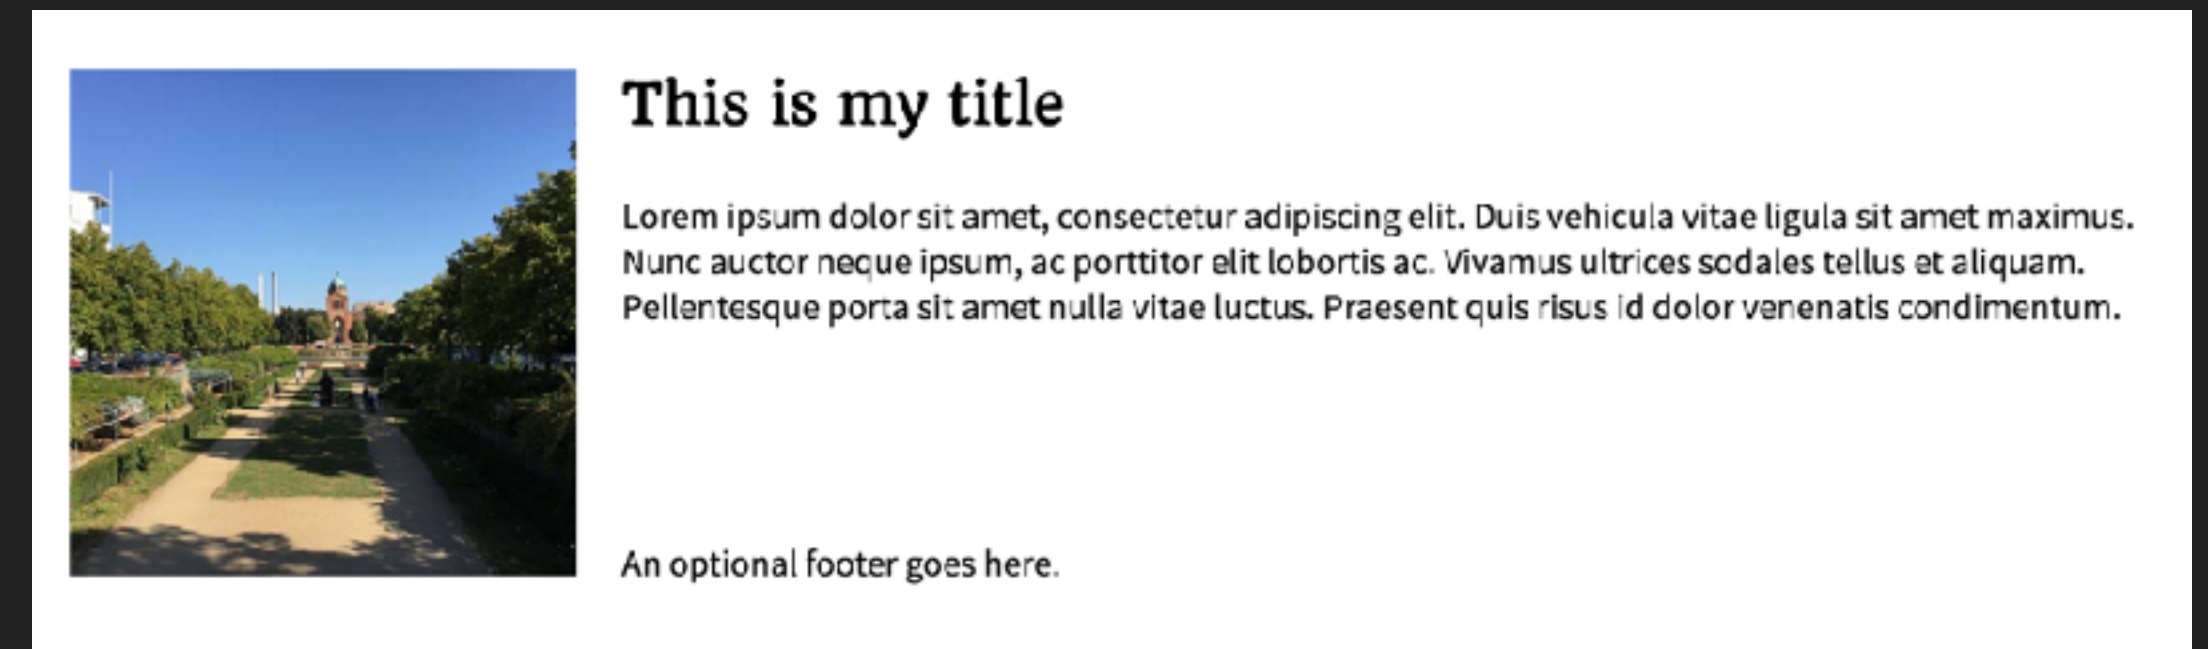 This is my title
Lorem ipsum dolor sit amet, consectetur adipiscing elit. Duis vehicula vitae ligula sit amet maximus.
Nunc auctor neque ipsum, ac porttitor elit lobortis ac. Vivamus ultrices sodales tellus et aliquam.
Pellentesque porta sit amet nulla vitae luctus. Praesent quis risus id dolor venenatis condimentum.
An optional footer goes here.